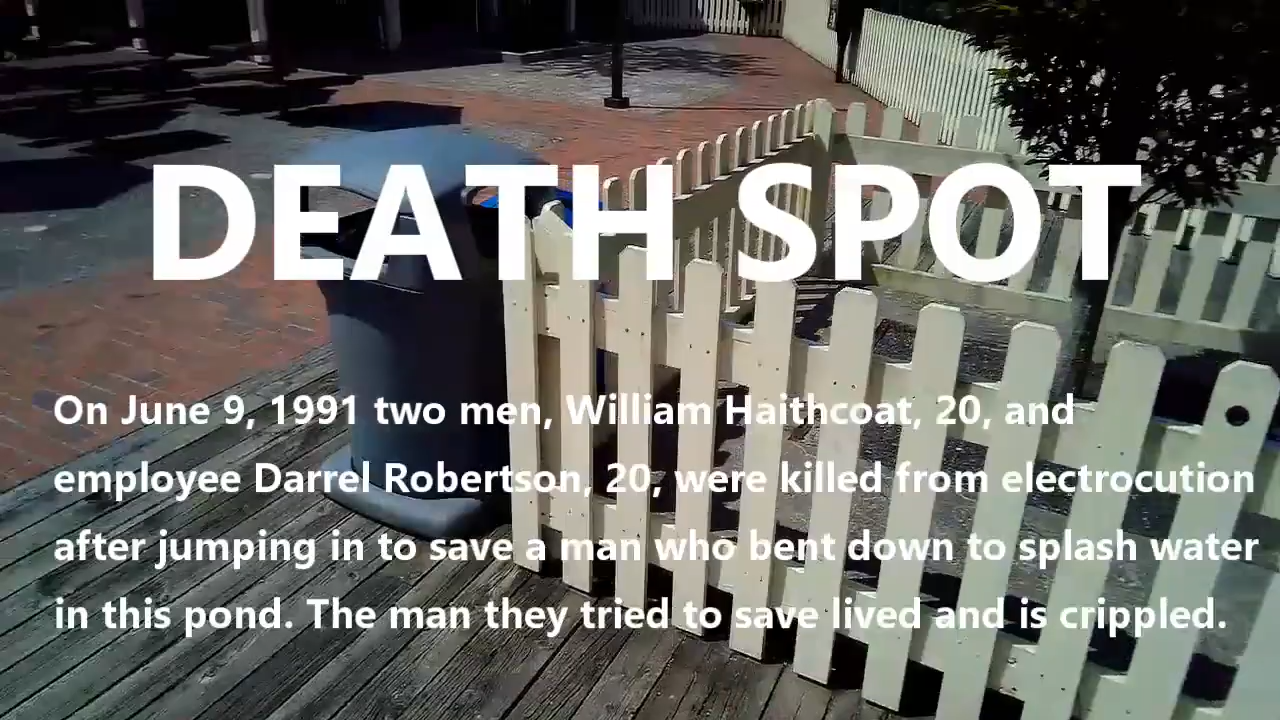 DEATH SPOT
On June 9, 1991 two men, William Haithcoat, 20, and
employee Darrel Robertson, 20, were killed from electrocution
after jumping in to save a man who bent down to splash water
in this pond. The man they tried to save lived and is crippled.